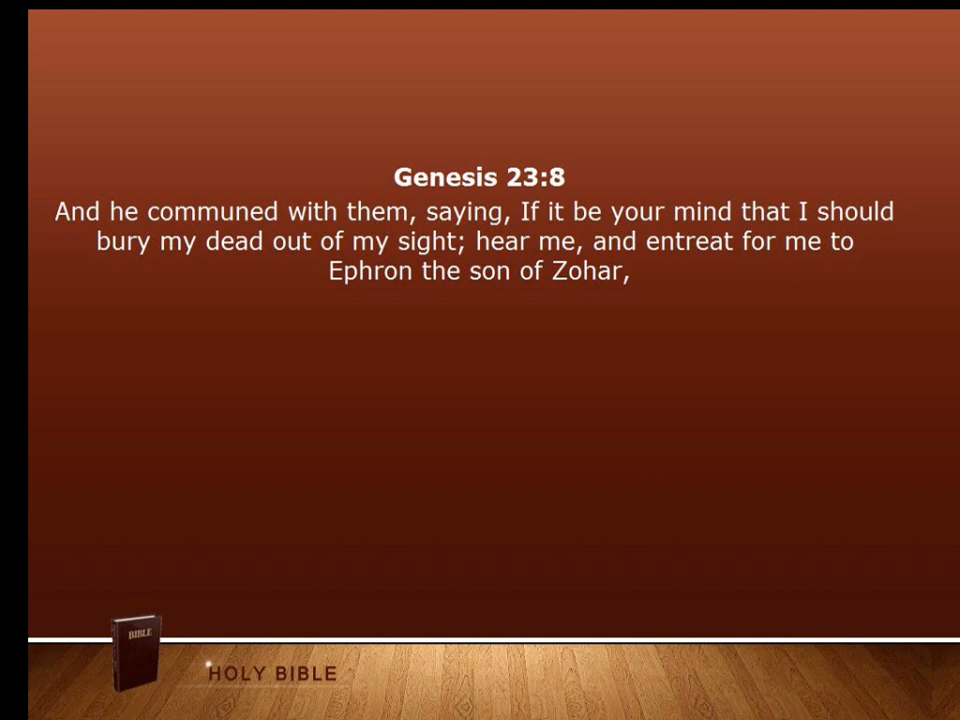 Genesis 23:8
And he communed with them, saying, If it be your mind that I should
bury my dead out of my sight; hear me, and entreat for me to
Ephron the son of Zohar,
BIBLE
HOLY BIBLE